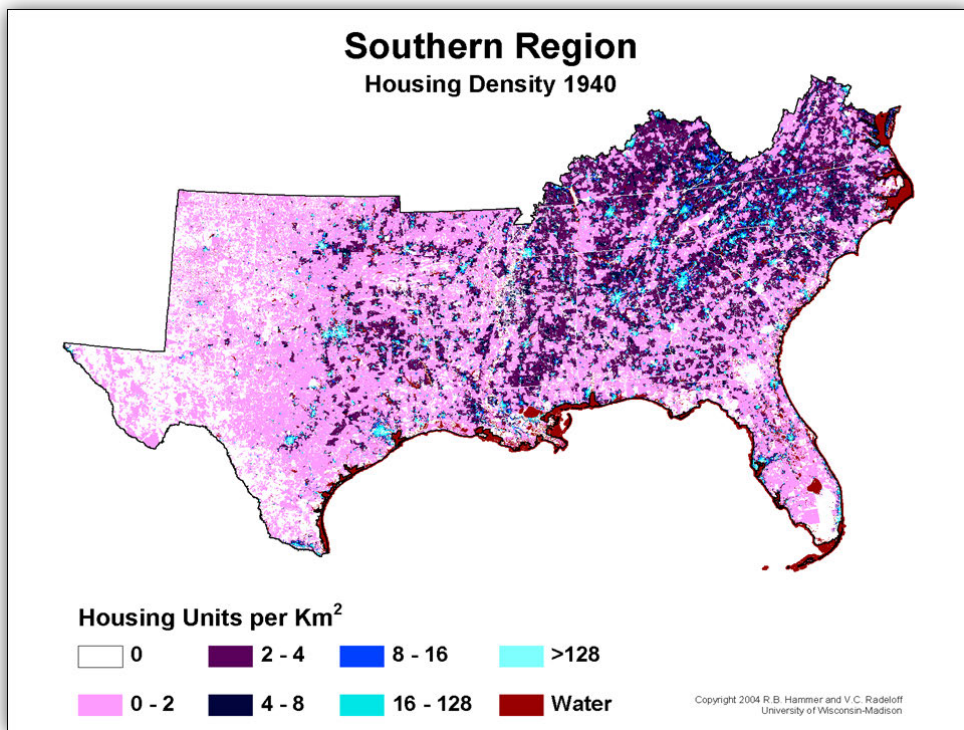 Southern Region
Housing Density 1940
Housing Units per Km²
0
2 - 4
8 - 16
>128
0 - 2
4 - 8
16 - 128
Water
Copyright 2004 R.B. Hammer and V.C. Radeloff
University of Wisconsin-Madison